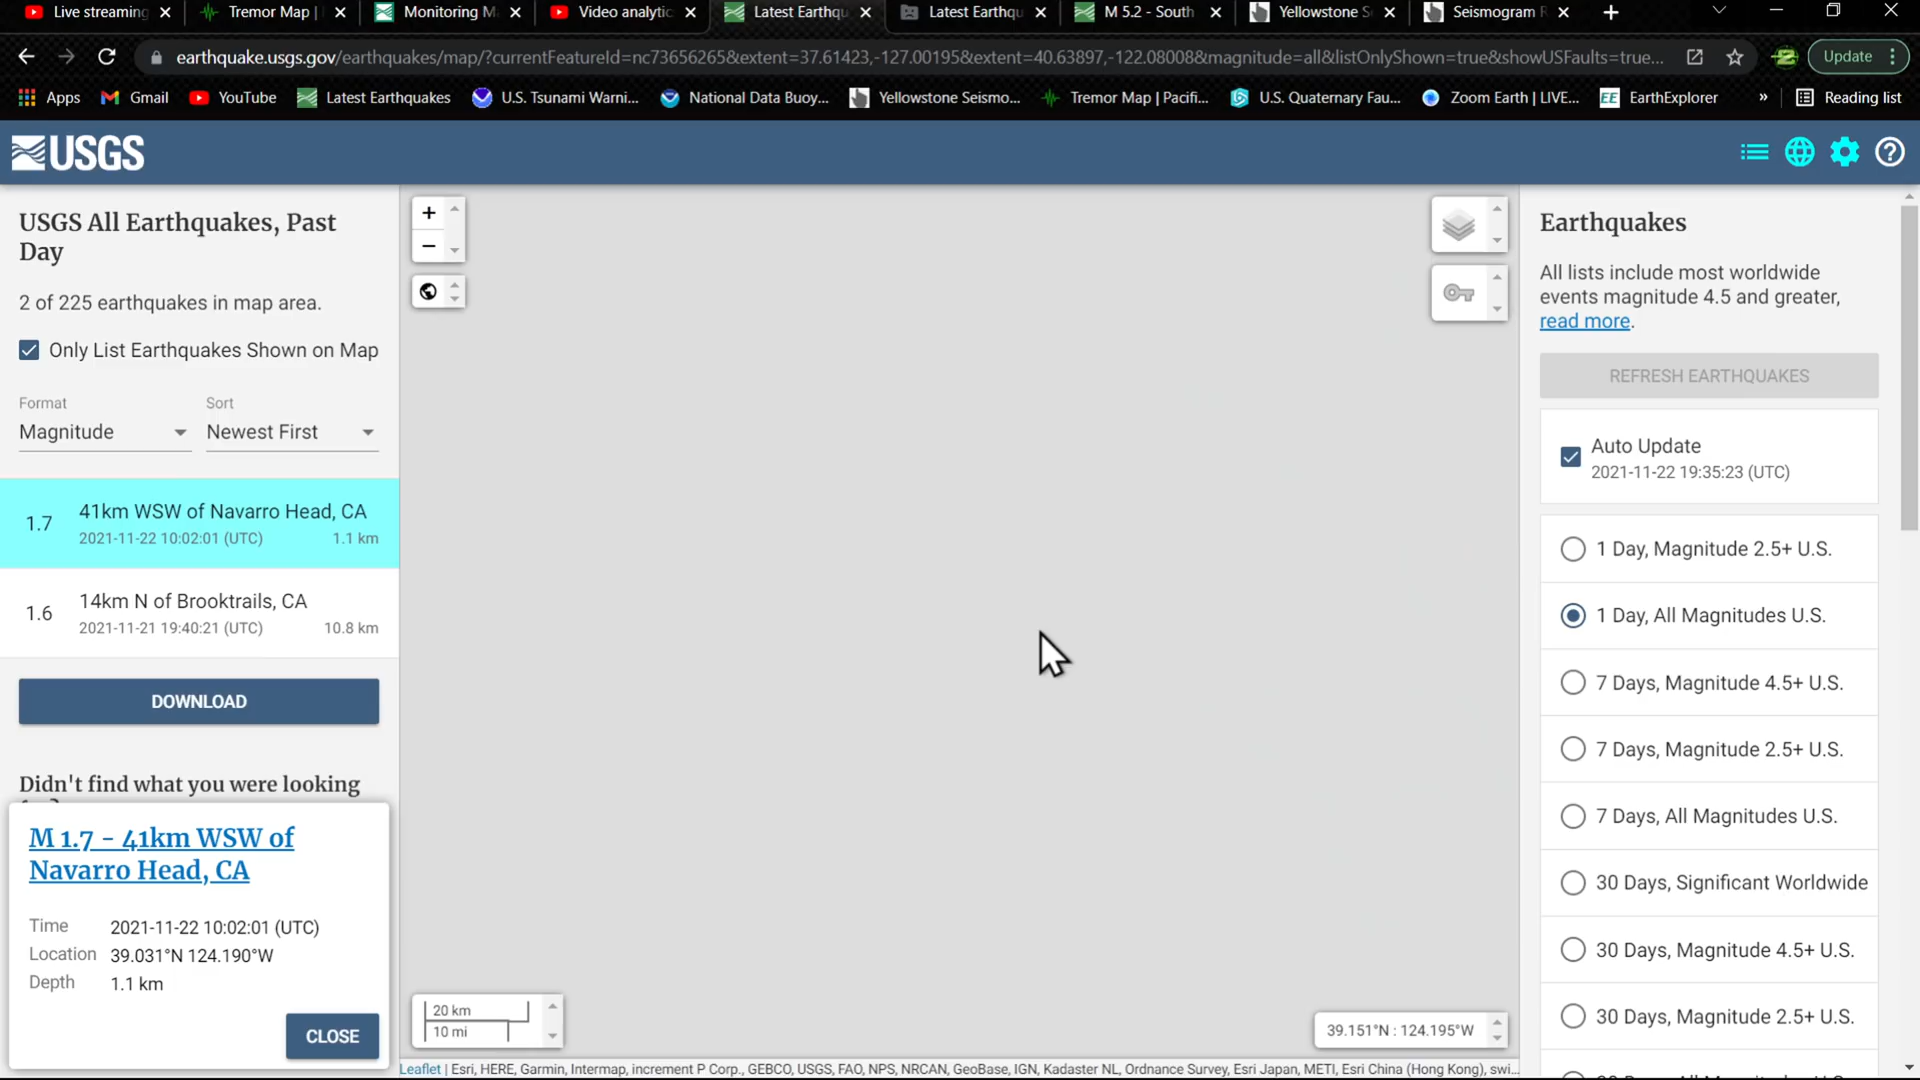 Live streaming
Tremor Map |
Monitoring M
Video analytic
Latest Earthqu
Latest Earthqu
M 5.2 - South
Yellowstone S
Seismogram R
earthquake.usgs.gov/earthquakes/map/?currentFeatureId=nc73656265&extent=37.61423,-127.00195&extent=40.63897,-122.08008&magnitude=all&listOnlyShown=true&showUSFaults=true...
Update
Apps
Gmail
YouTube
Latest Earthquakes
U.S. Tsunami Warni...
National Data Buoy...
Yellowstone Seismo...
Tremor Map | Pacifi...
U.S. Quaternary Fau...
Zoom Earth | LIVE...
EE EarthExplorer
»
Reading list
USGS
USGS All Earthquakes, Past
Day
2 of 225 earthquakes in map area.
Only List Earthquakes Shown on Map
Format
Sort
Magnitude
Newest First
1.7
41km WSW of Navarro Head, CA
2021-11-22 10:02:01 (UTC)
1.1 km
1.6
14km N of Brooktrails, CA
2021-11-21 19:40:21 (UTC)
10.8 km
DOWNLOAD
Didn't find what you were looking
M 1.7 - 41km WSW of
Navarro Head, CA
Time 2021-11-22 10:02:01 (UTC)
Location 39.031°N 124.190°W
Depth 1.1 km
CLOSE
+
−
20 km
10 mi
39.151°N : 124.195°W
Leaflet | Esri, HERE, Garmin, Intermap, increment P Corp., GEBCO, USGS, FAO, NPS, NRCAN, GeoBase, IGN, Kadaster NL, Ordnance Survey, Esri Japan, METI, Esri China (Hong Kong), swi...
Earthquakes
All lists include most worldwide
events magnitude 4.5 and greater,
read more.
REFRESH EARTHQUAKES
Auto Update
2021-11-22 19:35:23 (UTC)
1 Day, Magnitude 2.5+ U.S.
1 Day, All Magnitudes U.S.
7 Days, Magnitude 4.5+ U.S.
7 Days, Magnitude 2.5+ U.S.
7 Days, All Magnitudes U.S.
30 Days, Significant Worldwide
30 Days, Magnitude 4.5+ U.S.
30 Days, Magnitude 2.5+ U.S.